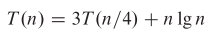 T(n) = 3T(n/4) + n lg n